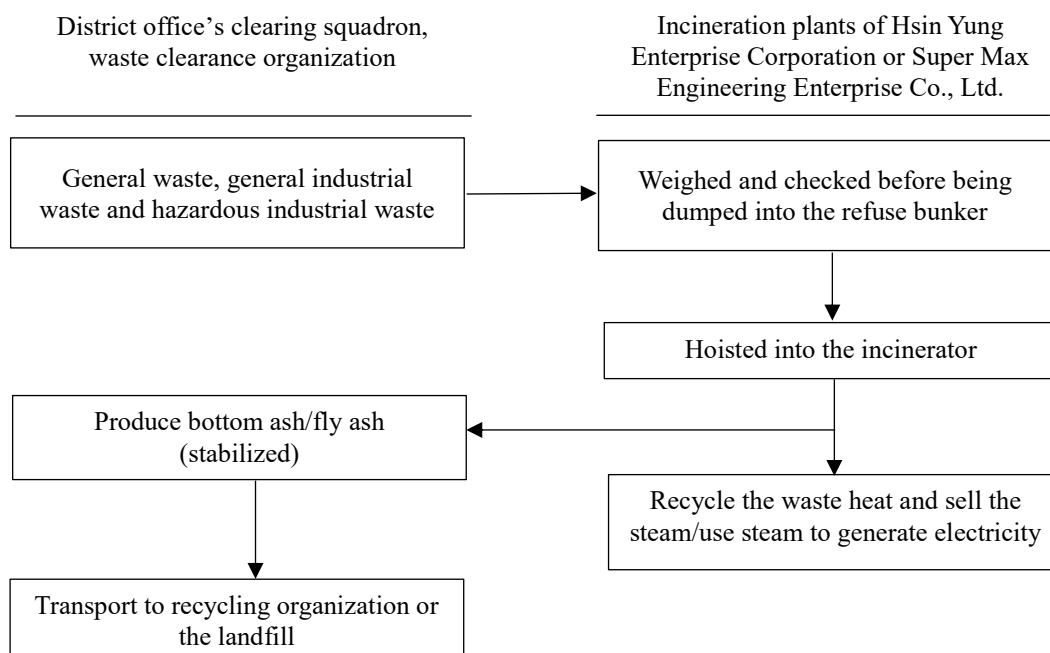 District office’s clearing squadron,
waste clearance organization
Incineration plants of Hsin Yung
Enterprise Corporation or Super Max
Engineering Enterprise Co., Ltd.
General waste, general industrial
waste and hazardous industrial waste
Weighed and checked before being
dumped into the refuse bunker
Hoisted into the incinerator
Produce bottom ash/fly ash
(stabilized)
Recycle the waste heat and sell the
steam/use steam to generate electricity
Transport to recycling organization or
the landfill